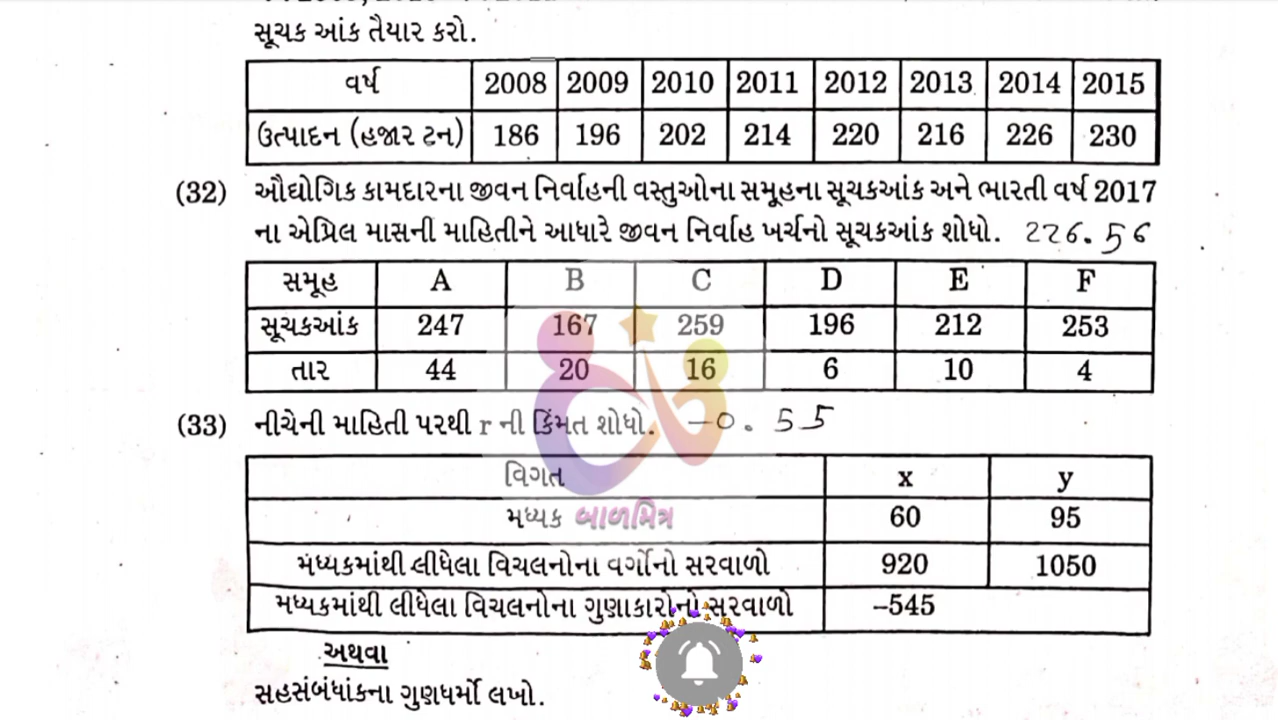 સૂચક આંક તૈયાર કરો.
વર્ષ 2008 2009 2010 2011 2012 2013 2014 2015
ઉત્પાદન (હજાર ટન) 186 196 202 214 220 216 226 230
(32) ઔદ્યોગિક કામદારના જીવન નિર્વાહની વસ્તુઓના સમૂહના સૂચકઆંક અને ભારતી વર્ષ 2017
ના એપ્રિલ માસની માહિતીને આધારે જીવન નિર્વાહ ખર્ચનો સૂચકઆંક શોધો. 226.56
સમૂહ A B C D E F
સૂચકઆંક 247 167 259 196 212 253
તાર 44 20 16 6 10 4
(33) નીચેની માહિતી પરથી r ની કિંમત શોધો. –0.55
વિગત x y
મધ્યક 60 95
બાળમિત્ર
મધ્યકમાંથી લીધેલા વિચલનોના વર્ગોનો સરવાળો 920 1050
મધ્યકમાંથી લીધેલા વિચલનોના ગુણાકારોનો સરવાળો –545
અથવા
સહસંબંધાંકના ગુણધર્મો લખો.